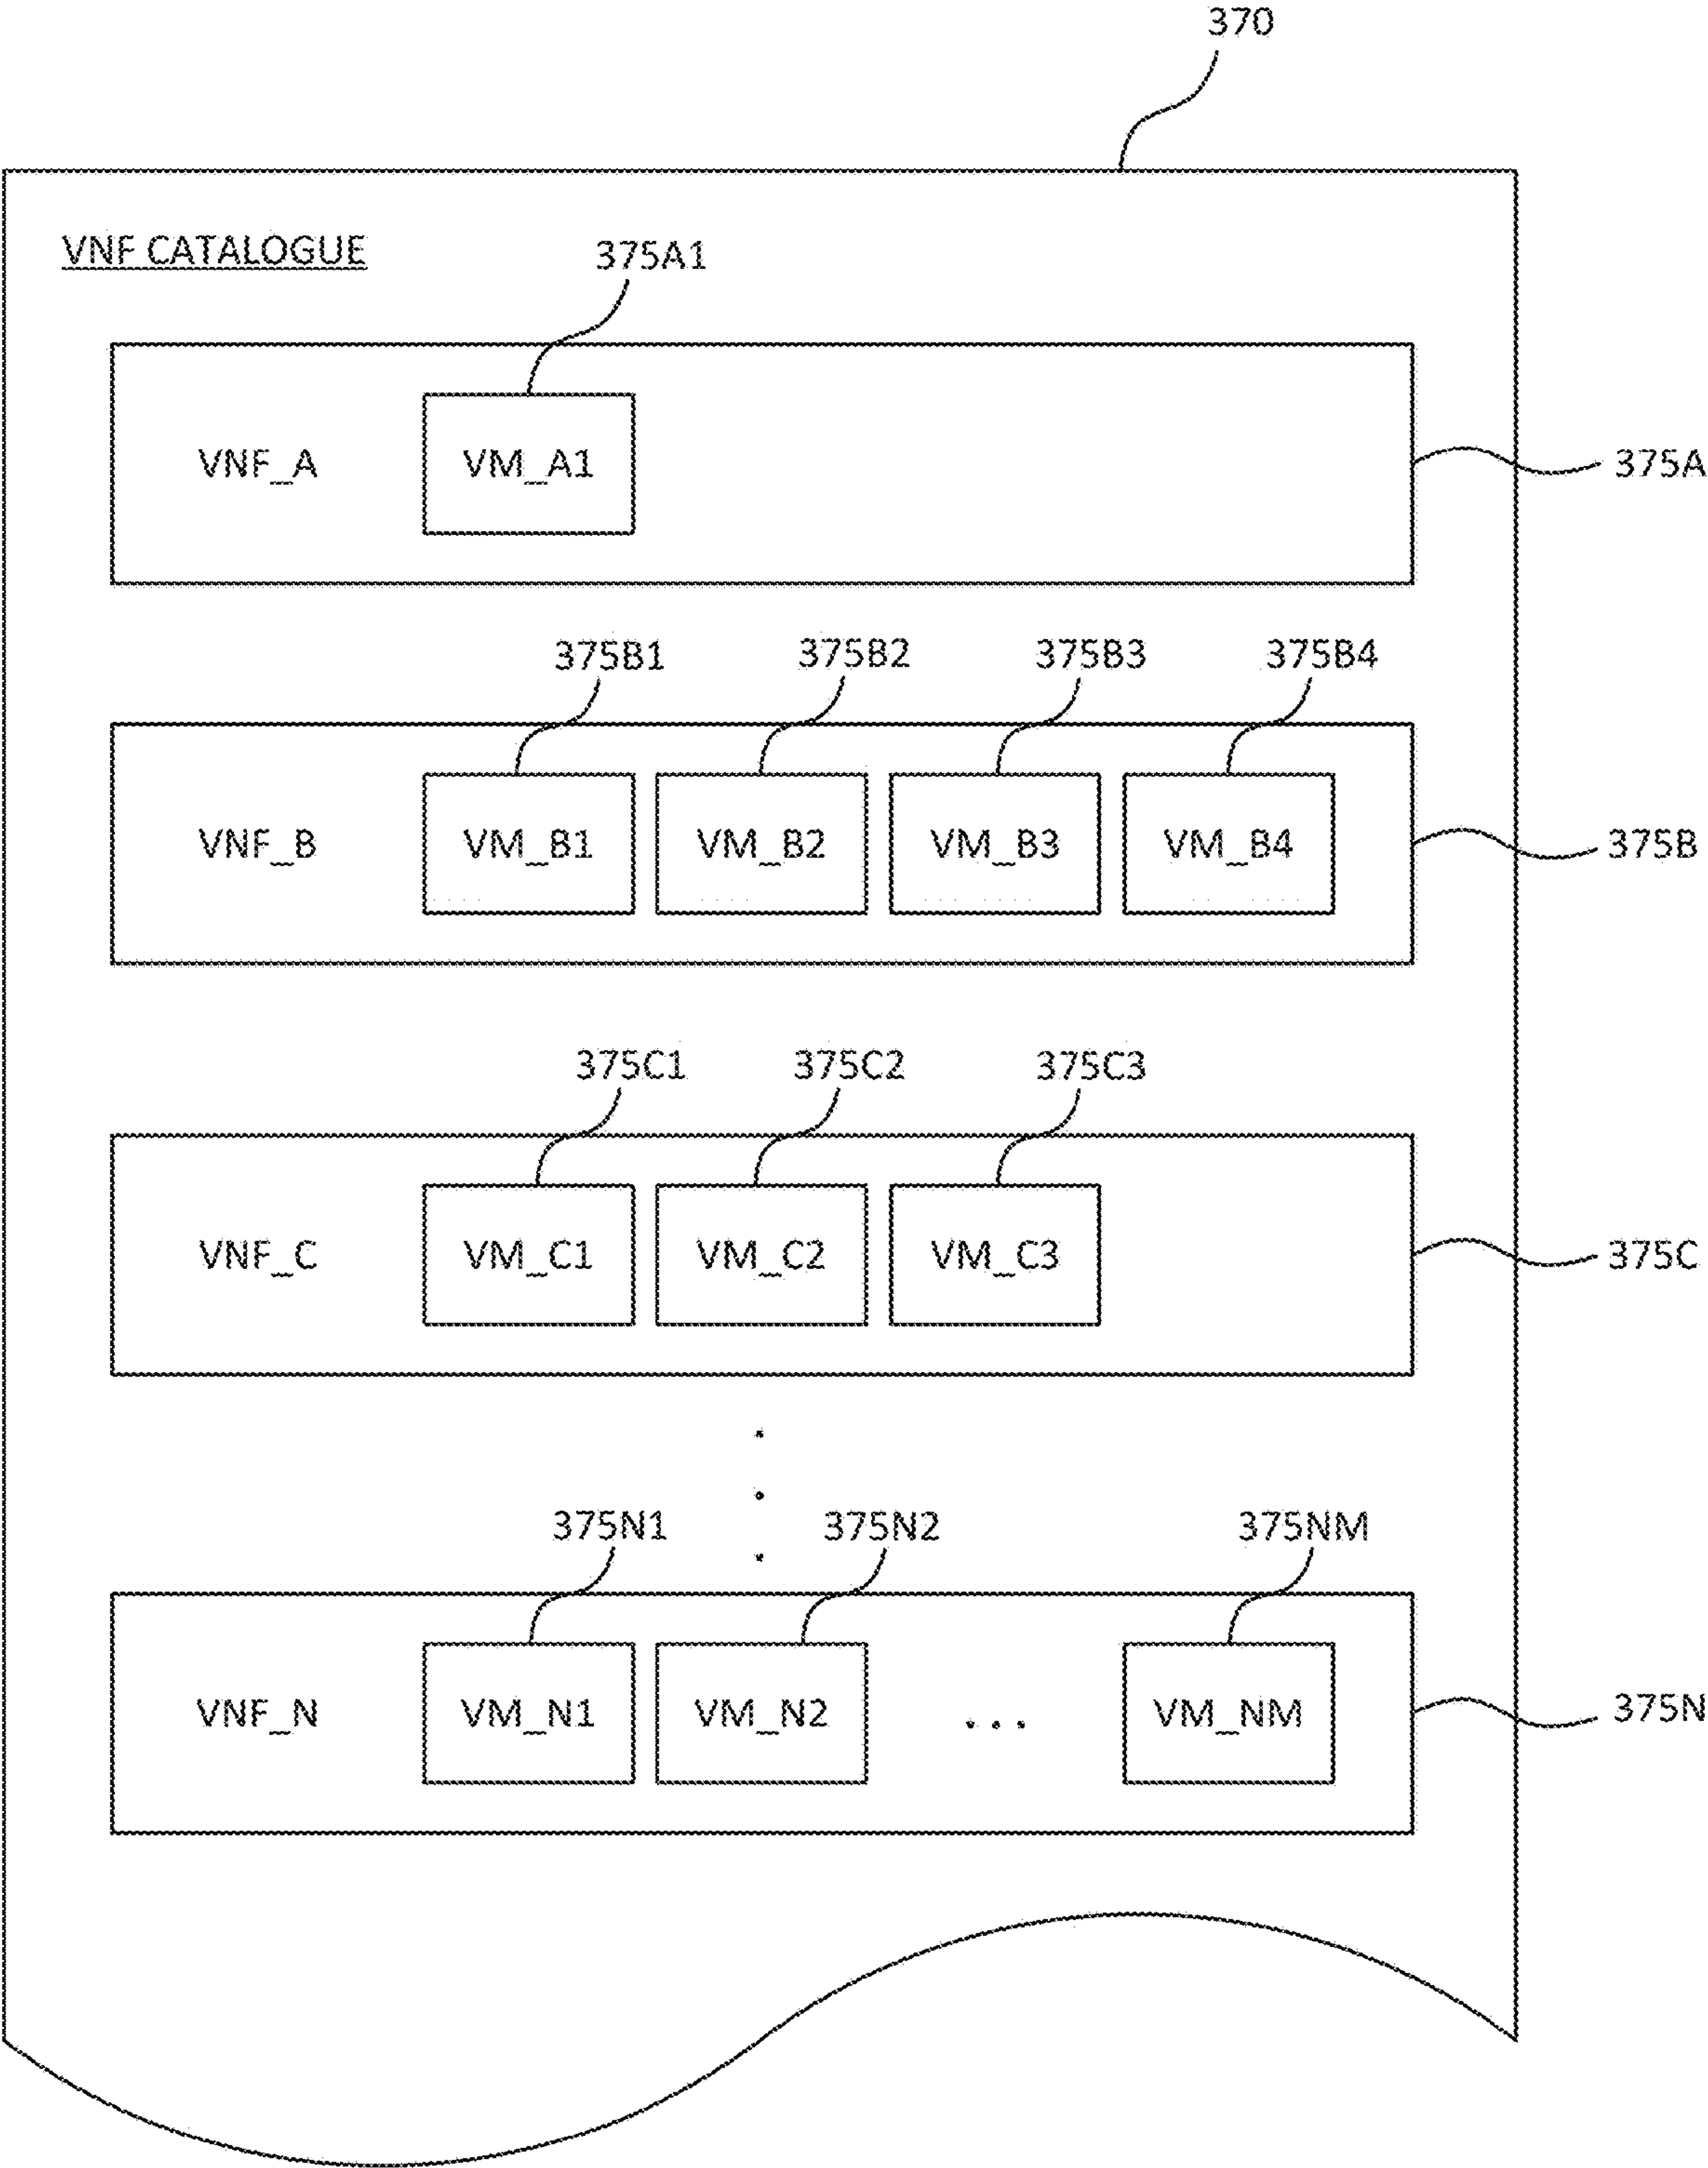 370
VNF CATALOGUE
375A1
VNF_A VM_A1
375A
375B1 375B2 375B3 375B4
VNF_B VM_B1 VM_B2 VM_B3 VM_B4
375B
375C1 375C2 375C3
VNF_C VM_C1 VM_C2 VM_C3
375C
375N1 375N2 375NM
VNF_N VM_N1 VM_N2 ... VM_NM
375N